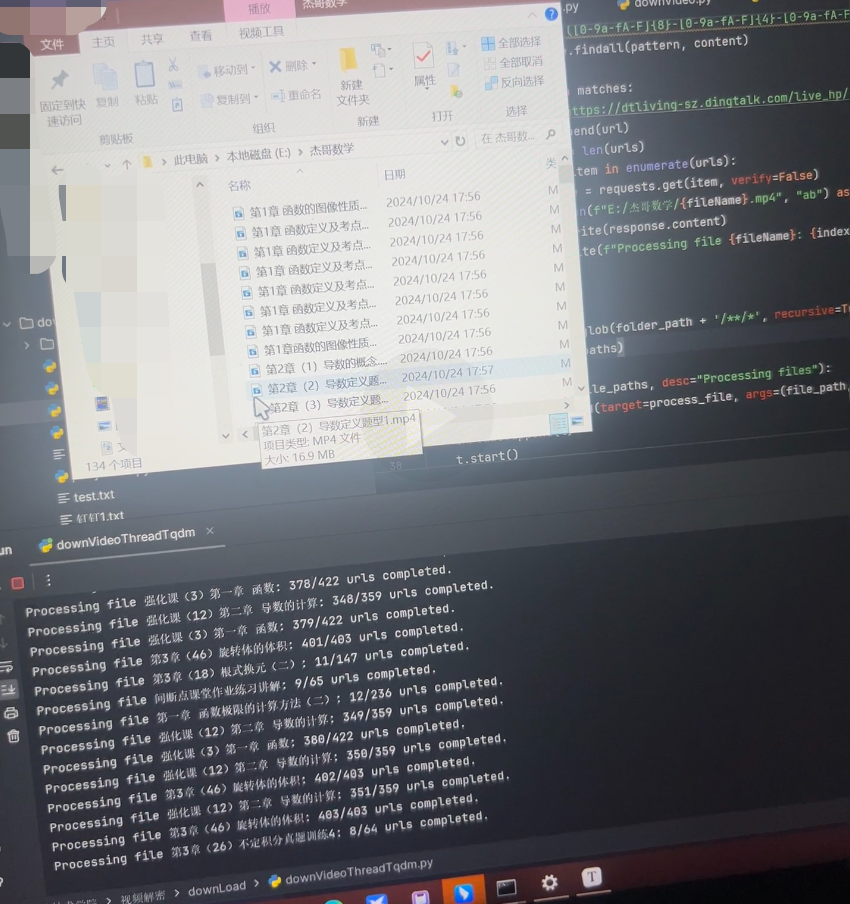 播放
杰哥数学
文件
主页
共享
查看
视频工具
固定到快速访问
复制
粘贴
移动到
复制到
删除
重命名
新建
文件夹
属性
全部选择
全部取消
反向选择
剪贴板
组织
新建
打开
选择
此电脑 > 本地磁盘 (E:) > 杰哥数学
在 杰哥数...
名称
日期
类
第1章 函数的图像性质... 2024/10/24 17:56 M
第1章 函数定义及考点... 2024/10/24 17:56 M
第1章 函数定义及考点... 2024/10/24 17:56 M
第1章 函数定义及考点... 2024/10/24 17:56 M
第1章 函数定义及考点... 2024/10/24 17:56 M
第1章 函数定义及考点... 2024/10/24 17:56 M
第1章 函数定义及考点... 2024/10/24 17:56 M
第1章函数的图像性质... 2024/10/24 17:56 M
第2章（1）导数的概念.... 2024/10/24 17:56 M
第2章（2）导数定义题... 2024/10/24 17:57 M
第2章（3）导数定义题... 2024/10/24 17:56 M
第2章（2）导数定义题型1.mp4
项目类型: MP4 文件
大小: 16.9 MB
134 个项目
.py
downVideo.py
([0-9a-fA-F]{8}-[0-9a-fA-F]{4}-[0-9a-fA-F
.findall(pattern, content)
matches:
ttps://dtliving-sz.dingtalk.com/live_hp/
end(url)
len(urls)
item in enumerate(urls):
= requests.get(item, verify=False)
n(f"E:/杰哥数学/{fileName}.mp4", "ab") as
ite(response.content)
te(f"Processing file {fileName}: {index
lob(folder_path + '/**/*', recursive=T
aths)
le_paths, desc="Processing files"):
(target=process_file, args=(file_path,
38
t.start()
dow
test.txt
钉钉1.txt
un
downVideoThreadTqdm ×
Processing file 强化课（3）第一章 函数: 378/422 urls completed.
Processing file 强化课（12）第二章 导数的计算: 348/359 urls completed.
Processing file 强化课（3）第一章 函数: 379/422 urls completed.
Processing file 第3章（46）旋转体的体积: 401/403 urls completed.
Processing file 第3章（18）根式换元（二）: 11/147 urls completed.
Processing file 间断点课堂作业练习讲解: 9/65 urls completed.
Processing file 第一章 函数极限的计算方法（二）: 12/236 urls completed.
Processing file 强化课（12）第二章 导数的计算: 349/359 urls completed.
Processing file 强化课（3）第一章 函数: 380/422 urls completed.
Processing file 强化课（12）第二章 导数的计算: 350/359 urls completed.
Processing file 第3章（46）旋转体的体积: 402/403 urls completed.
Processing file 强化课（12）第二章 导数的计算: 351/359 urls completed.
Processing file 第3章（46）旋转体的体积: 403/403 urls completed.
Processing file 第3章（26）不定积分真题训练4: 8/64 urls completed.
视频解密 > downLoad > downVideoThreadTqdm.py
T